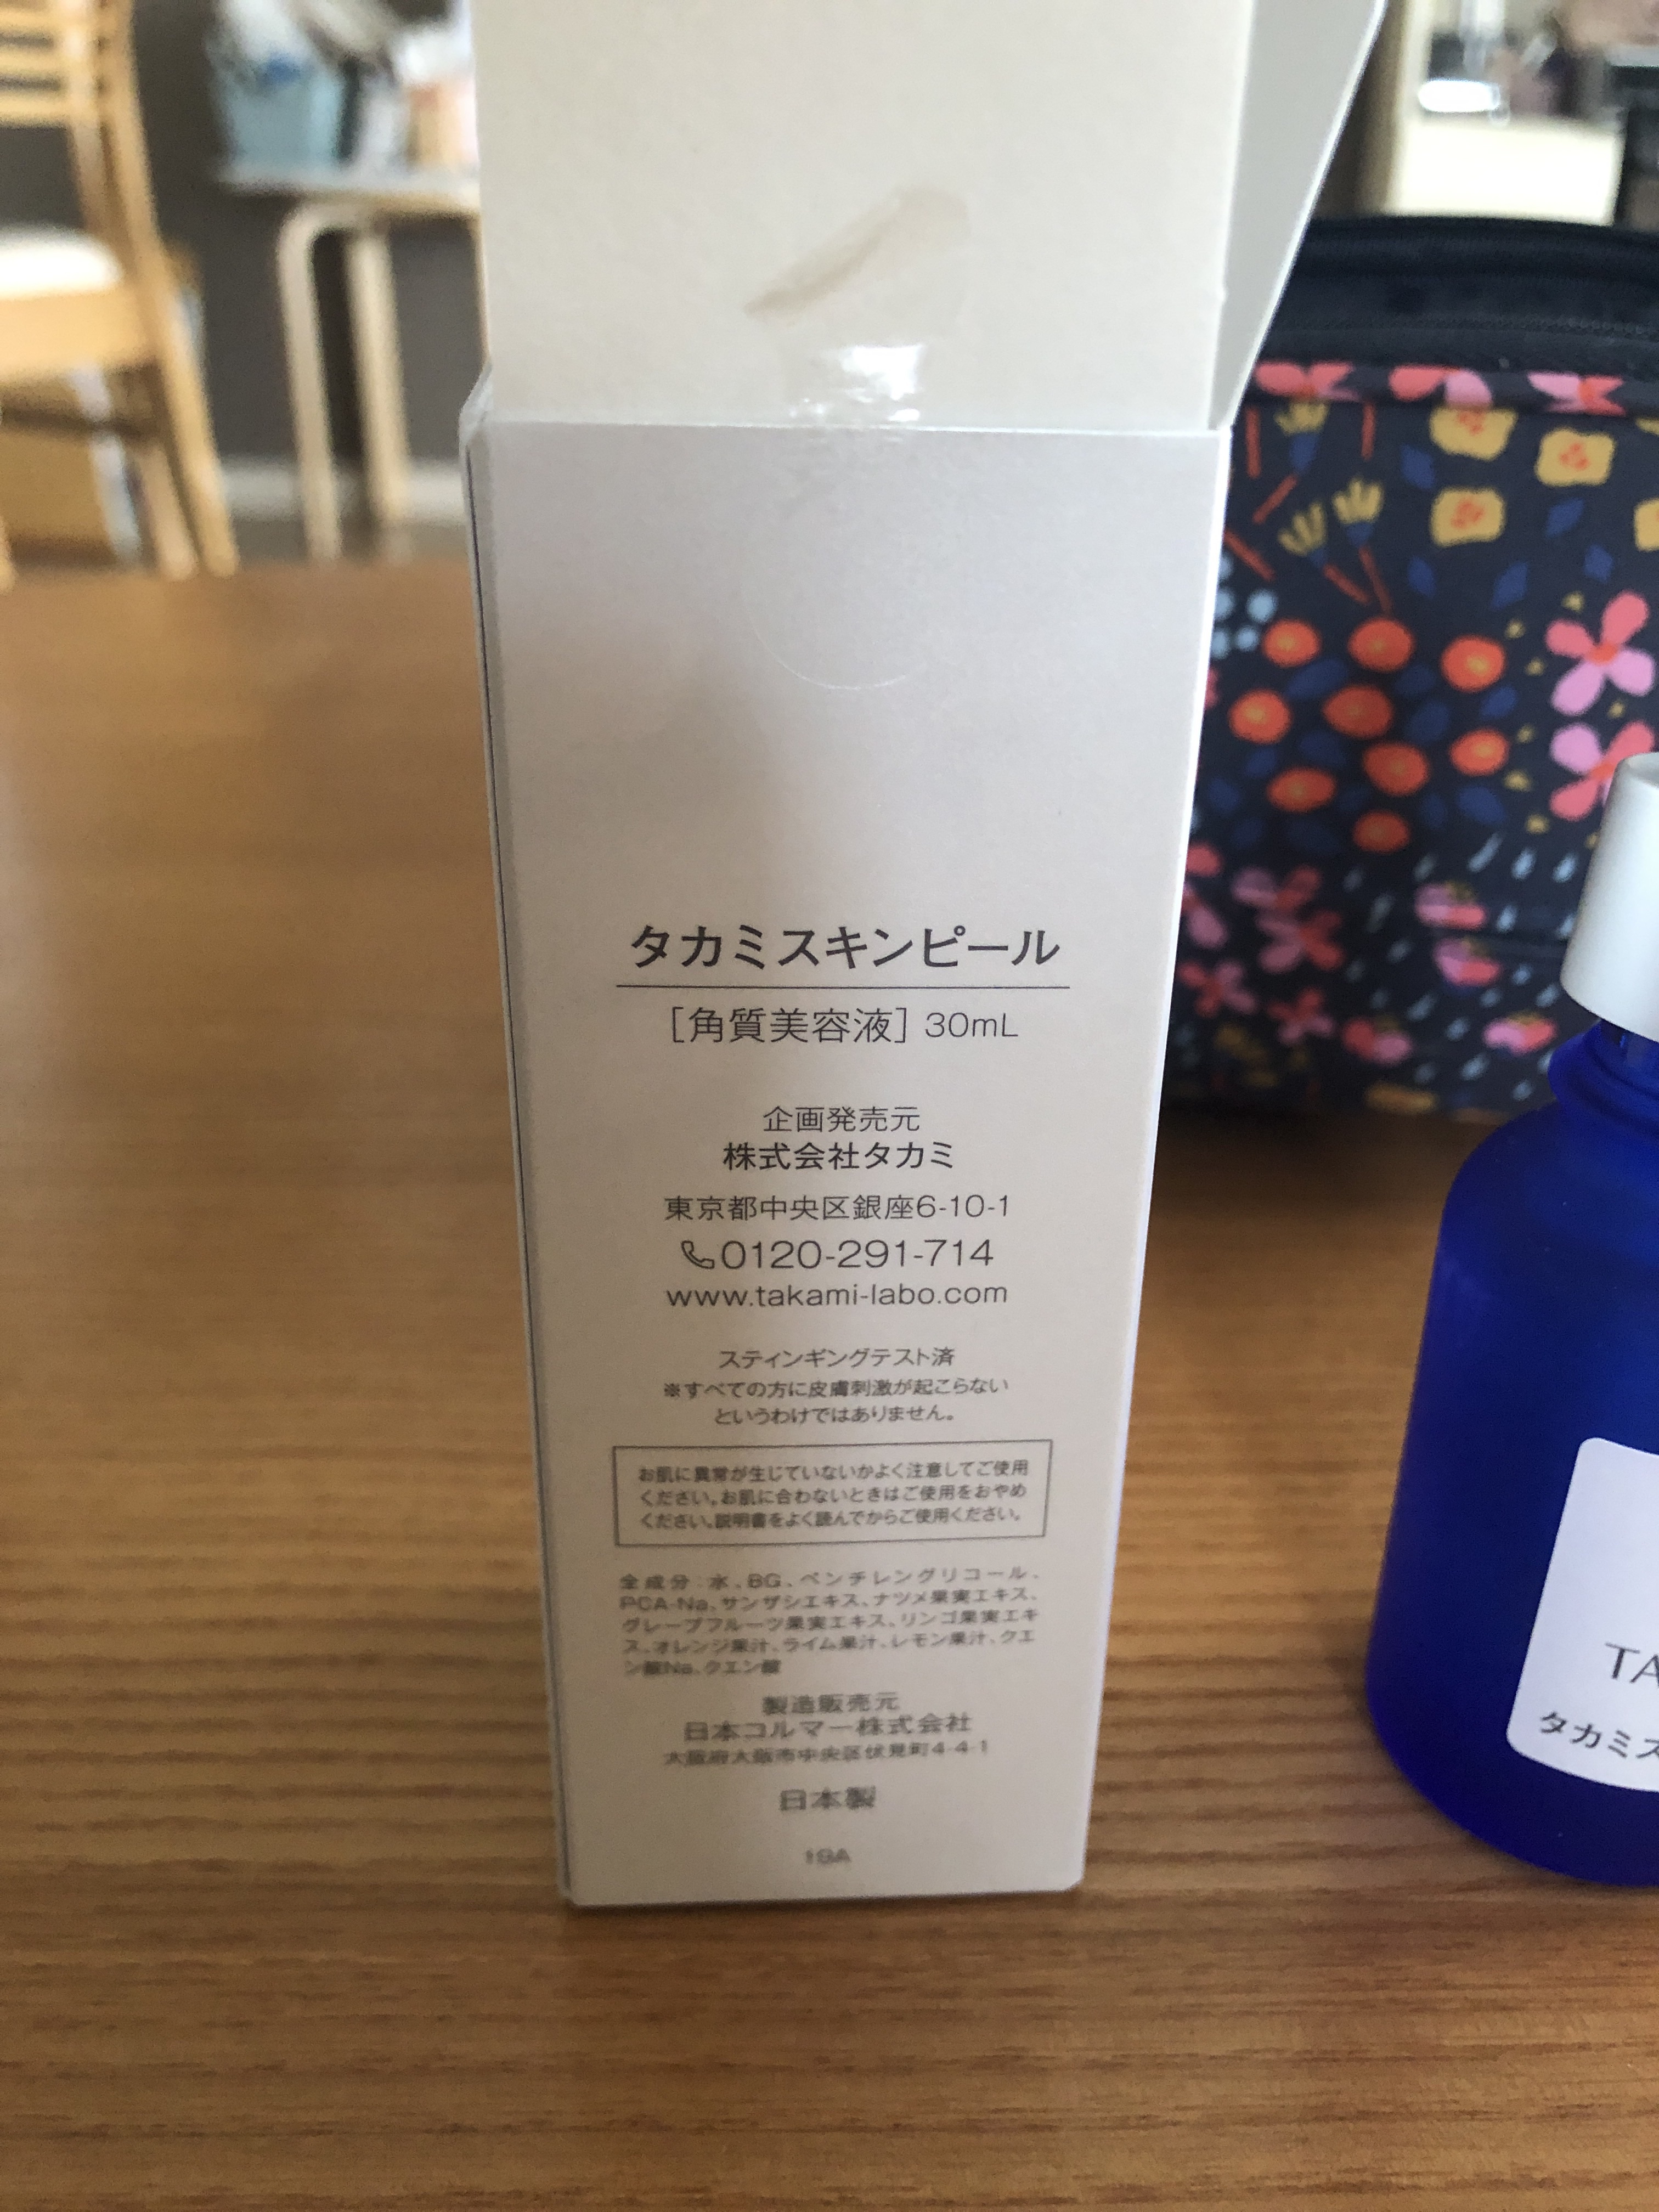 タカミスキンピール
[角質美容液] 30mL
企画発売元
株式会社タカミ
東京都中央区銀座6-10-1
0120-291-714
www.takami-labo.com
スティンギングテスト済
※すべての方に皮膚刺激が起こらない
というわけではありません。
お肌に異常が生じていないかよく注意してご使用
ください。お肌に合わないときはご使用をおやめ
ください。説明書をよく読んでからご使用ください。
全成分:水、BG、ペンチレングリコール、
PCA-Na、サンザシエキス、ナツメ果実エキス、
グレープフルーツ果実エキス、リンゴ果実エキ
ス、オレンジ果汁、ライム果汁、レモン果汁、クエ
ン酸Na、クエン酸
製造販売元
日本コルマー株式会社
大阪府大阪市中央区伏見町4-4-1
日本製
TA
タカミス